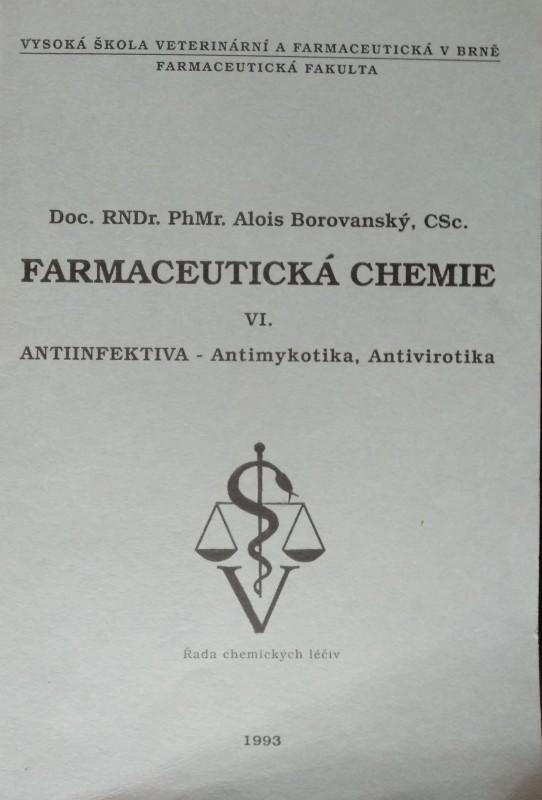 VYSOKÁ ŠKOLA VETERINÁRNÍ A FARMACEUTICKÁ V BRNĚ
FARMACEUTICKÁ FAKULTA
Doc. RNDr. PhMr. Alois Borovanský, CSc.
FARMACEUTICKÁ CHEMIE
VI.
ANTIINFEKTIVA - Antimykotika, Antivirotika
V
Řada chemických léčiv
1993